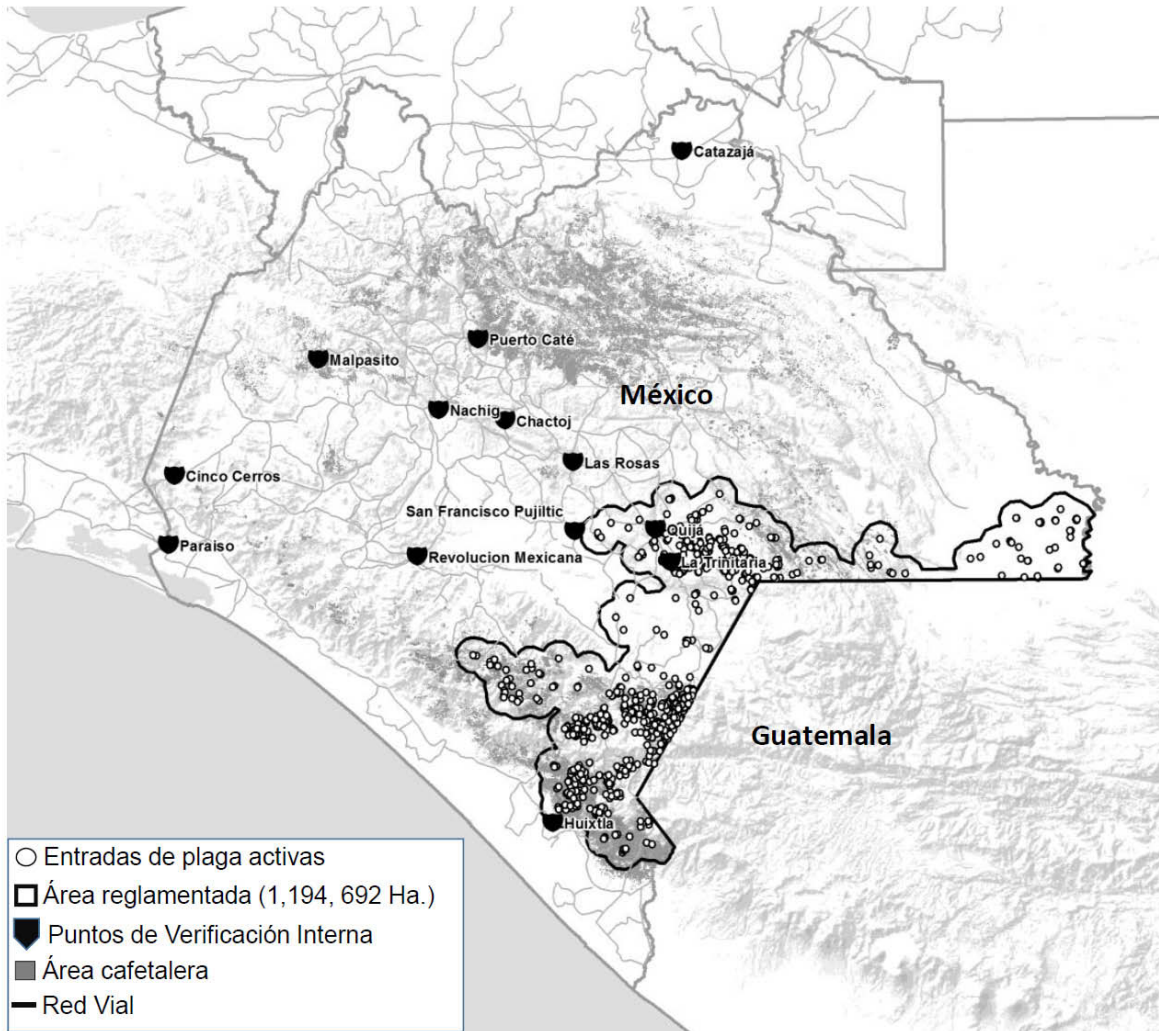 Catazajá
Puerto Caté
Malpasito
México
Nachig
Chactoj
Las Rosas
Cinco Cerros
San Francisco Pujiltic
Quijá
Paraiso
Revolucion Mexicana
La Trinitaria
Guatemala
Huixtla
Entradas de plaga activas
Área reglamentada (1,194, 692 Ha.)
Puntos de Verificación Interna
Área cafetalera
Red Vial